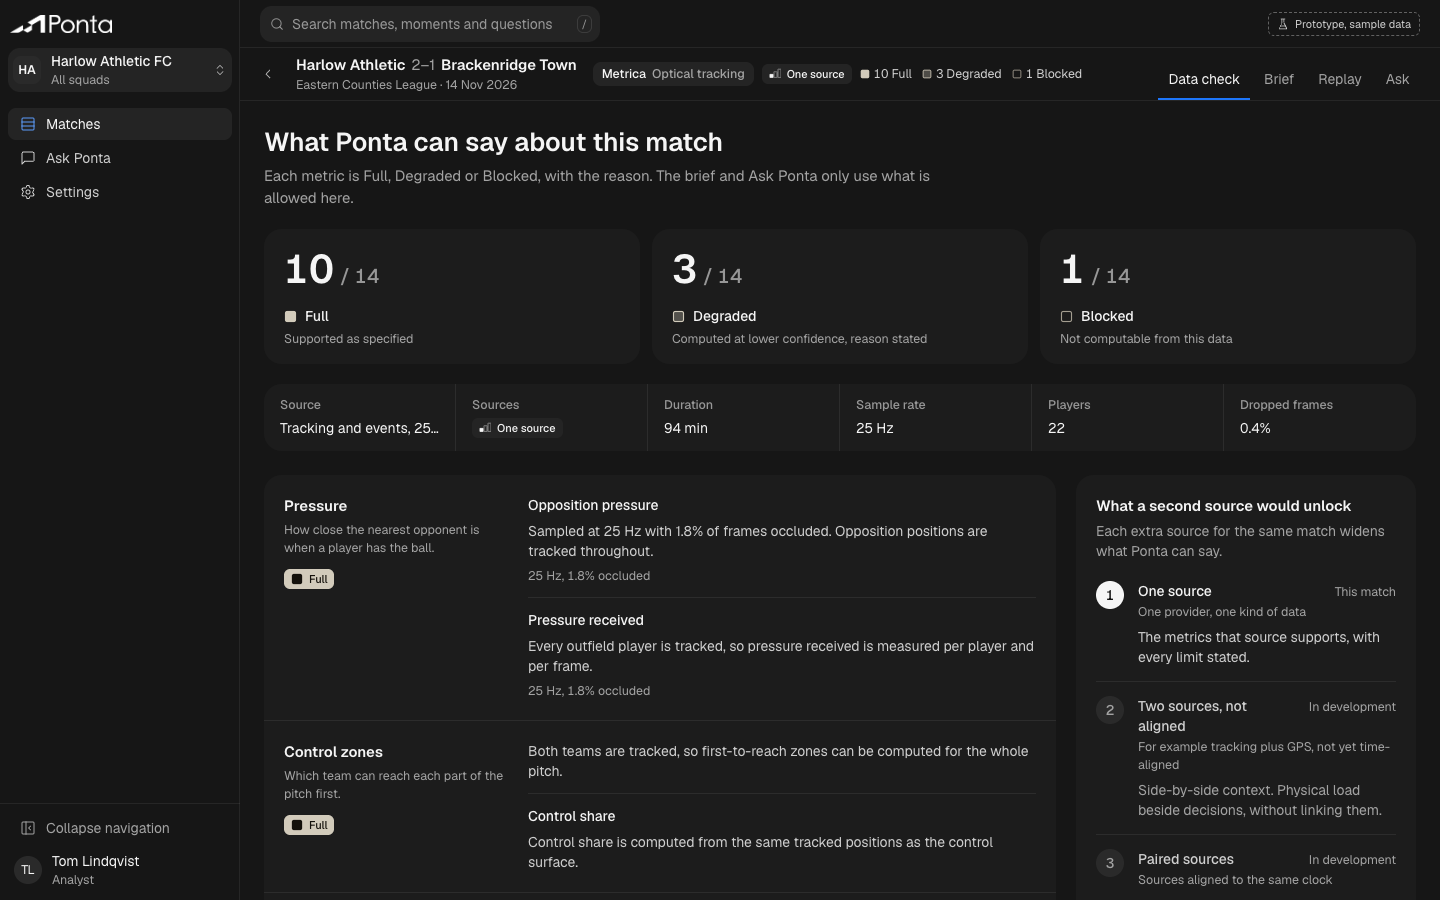 Ponta
Search matches, moments and questions
/
Prototype, sample data
HA
Harlow Athletic FC
All squads
Matches
Ask Ponta
Settings
Collapse navigation
TL
Tom Lindqvist
Analyst
Harlow Athletic 2–1 Brackenridge Town
Eastern Counties League · 14 Nov 2026
Metrica Optical tracking
One source
10 Full
3 Degraded
1 Blocked
Data check
Brief
Replay
Ask
What Ponta can say about this match
Each metric is Full, Degraded or Blocked, with the reason. The brief and Ask Ponta only use what is
allowed here.
10 / 14
Full
Supported as specified
3 / 14
Degraded
Computed at lower confidence, reason stated
1 / 14
Blocked
Not computable from this data
Source
Tracking and events, 25…
Sources
One source
Duration
94 min
Sample rate
25 Hz
Players
22
Dropped frames
0.4%
Pressure
How close the nearest opponent is
when a player has the ball.
Full
Opposition pressure
Sampled at 25 Hz with 1.8% of frames occluded. Opposition positions are
tracked throughout.
25 Hz, 1.8% occluded
Pressure received
Every outfield player is tracked, so pressure received is measured per player and
per frame.
25 Hz, 1.8% occluded
Control zones
Which team can reach each part of the
pitch first.
Full
Both teams are tracked, so first-to-reach zones can be computed for the whole
pitch.
Control share
Control share is computed from the same tracked positions as the control
surface.
What a second source would unlock
Each extra source for the same match widens
what Ponta can say.
1
One source
This match
One provider, one kind of data
The metrics that source supports, with
every limit stated.
2
Two sources, not
aligned
In development
For example tracking plus GPS, not yet time-
aligned
Side-by-side context. Physical load
beside decisions, without linking them.
3
Paired sources
In development
Sources aligned to the same clock